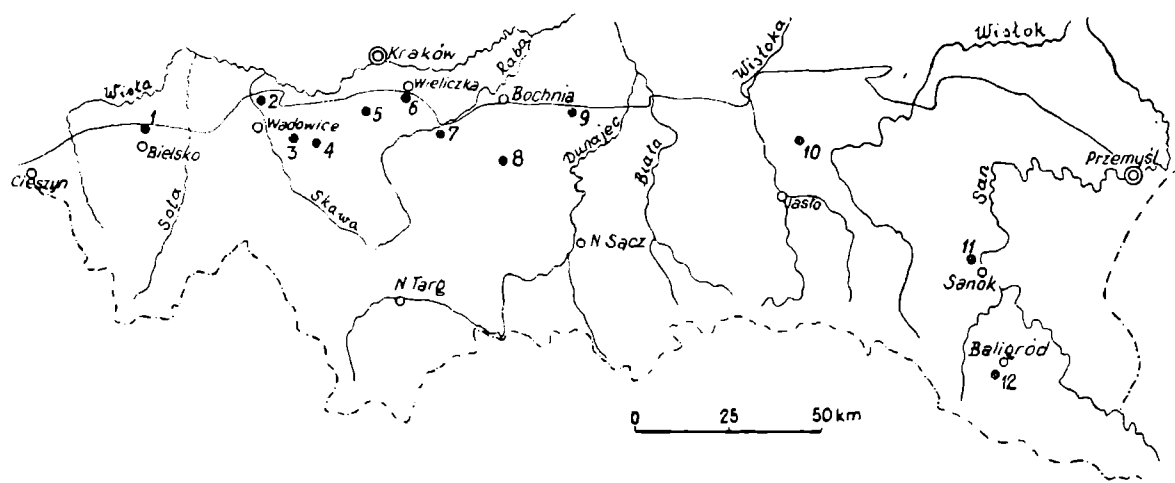 Kraków
Wisłok
Wisłoka
Raba
Wisła
Wieliczka
Bochnia
1
2
3
4
5
6
7
8
9
10
11
12
Wadowice
Bielsko
Cieszyn
Soła
Skawa
Dunajec
Biała
Przemyśl
San
Jasło
N Sącz
Sanok
N Targ
Baligród
0 25 50 km